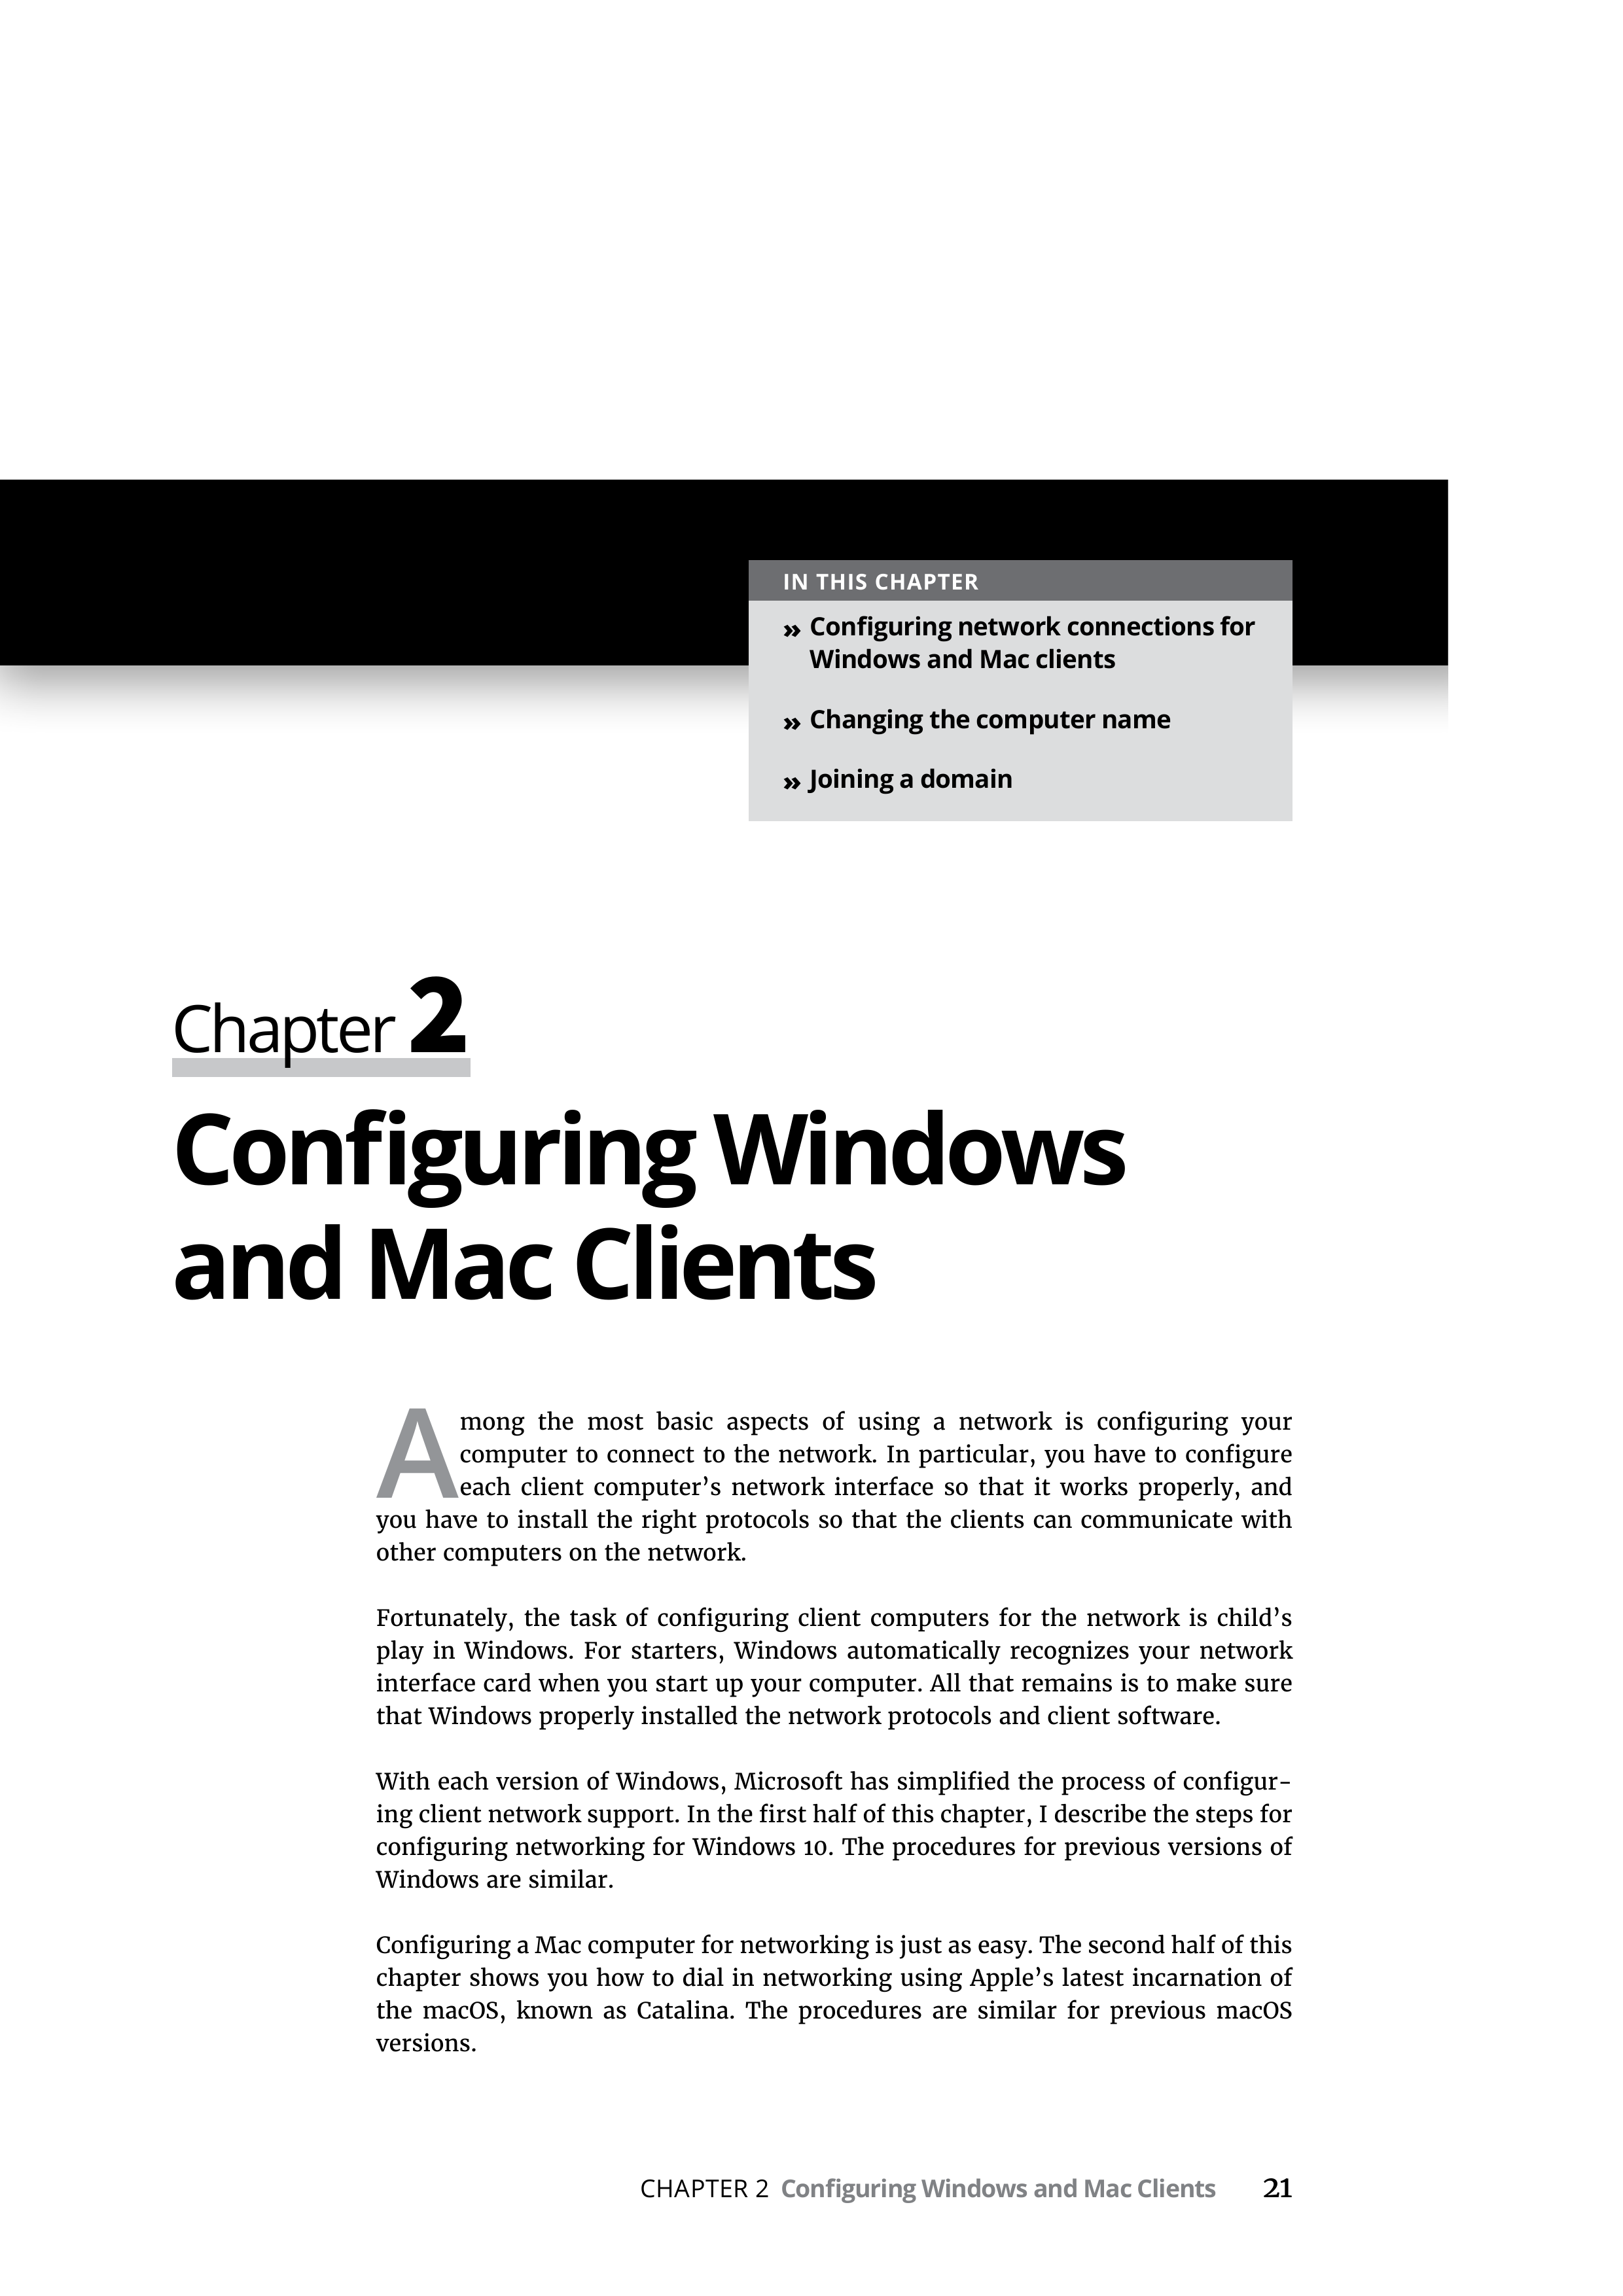 IN THIS CHAPTER
» Configuring network connections for
Windows and Mac clients
» Changing the computer name
» Joining a domain
Chapter 2
Configuring Windows
and Mac Clients
Among the most basic aspects of using a network is configuring your
computer to connect to the network. In particular, you have to configure
each client computer’s network interface so that it works properly, and
you have to install the right protocols so that the clients can communicate with
other computers on the network.
Fortunately, the task of configuring client computers for the network is child’s
play in Windows. For starters, Windows automatically recognizes your network
interface card when you start up your computer. All that remains is to make sure
that Windows properly installed the network protocols and client software.
With each version of Windows, Microsoft has simplified the process of configur-
ing client network support. In the first half of this chapter, I describe the steps for
configuring networking for Windows 10. The procedures for previous versions of
Windows are similar.
Configuring a Mac computer for networking is just as easy. The second half of this
chapter shows you how to dial in networking using Apple’s latest incarnation of
the macOS, known as Catalina. The procedures are similar for previous macOS
versions.
CHAPTER 2 Configuring Windows and Mac Clients 21